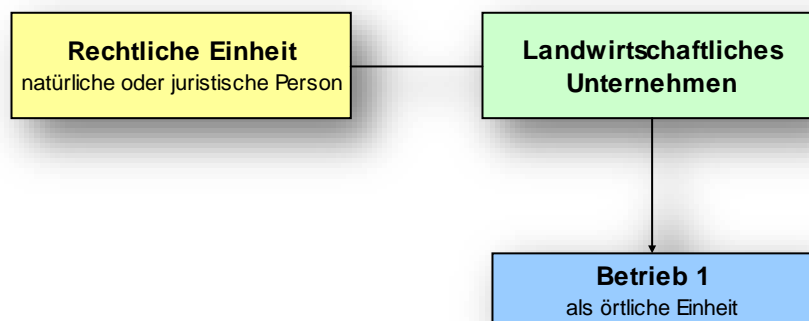 Rechtliche Einheit
natürliche oder juristische Person
Landwirtschaftliches
Unternehmen
Betrieb 1
als örtliche Einheit